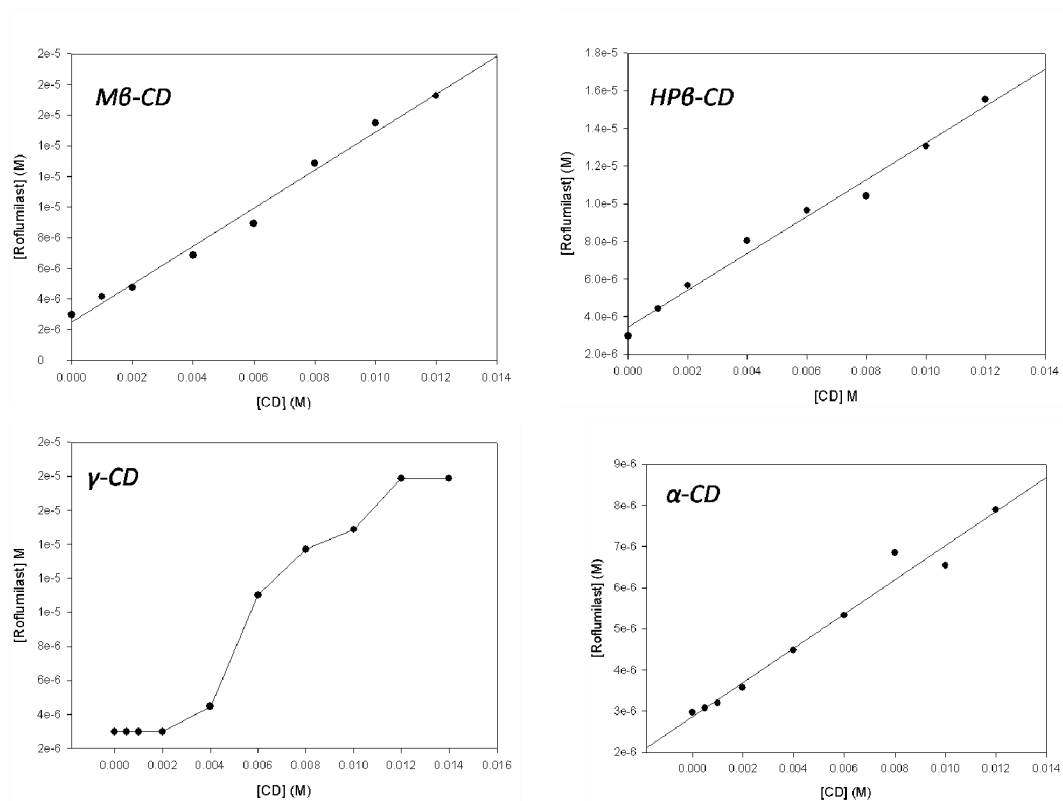 Mβ-CD
[Roflumilast] (M)
2e-5
2e-5
2e-5
1e-5
1e-5
1e-5
8e-6
6e-6
4e-6
2e-6
0
0.000 0.002 0.004 0.006 0.008 0.010 0.012 0.014
[CD] (M)
HPβ-CD
[Roflumilast] (M)
1.8e-5
1.6e-5
1.4e-5
1.2e-5
1.0e-5
8.0e-6
6.0e-6
4.0e-6
2.0e-6
0.000 0.002 0.004 0.006 0.008 0.010 0.012 0.014
[CD] M
γ-CD
[Roflumilast] M
2e-5
2e-5
2e-5
1e-5
1e-5
1e-5
8e-6
6e-6
4e-6
2e-6
0.000 0.002 0.004 0.006 0.008 0.010 0.012 0.014 0.016
[CD] (M)
α-CD
[Roflumilast] (M)
9e-6
8e-6
7e-6
6e-6
5e-6
4e-6
3e-6
2e-6
0.000 0.002 0.004 0.006 0.008 0.010 0.012 0.014
[CD] (M)